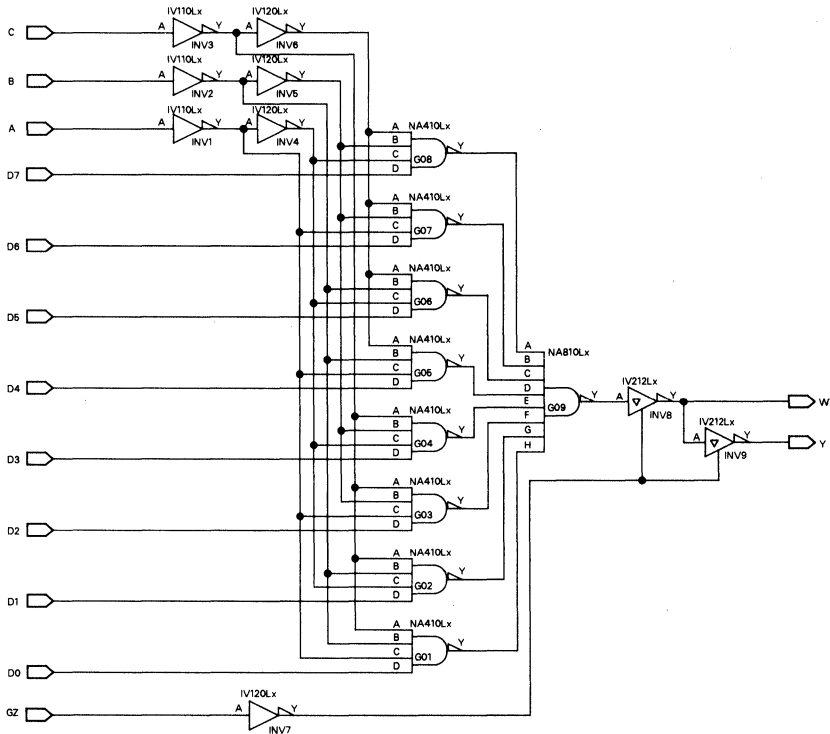 IV110Lx IV120Lx
C A Y A Y
INV3 INV6
IV110Lx IV120Lx
B A Y A Y
INV2 INV5
IV110Lx IV120Lx
A A Y A Y
INV1 INV4
A NA410Lx
B Y
C G08
D7 D
A NA410Lx
B Y
C G07
D6 D
A NA410Lx
B Y
C G06
D5 D
A NA410Lx
B Y
C G05
D4 D
A NA410Lx
B Y
C G04
D3 D
A NA410Lx
B Y
C G03
D2 D
A NA410Lx
B Y
C G02
D1 D
A NA410Lx
B Y
C G01
D0 D
A NA810Lx
B
C
D Y
E G09
F
G
H
IV212Lx
A Y W
INV8
IV212Lx
A Y Y
INV9
IV120Lx
GZ A Y
INV7